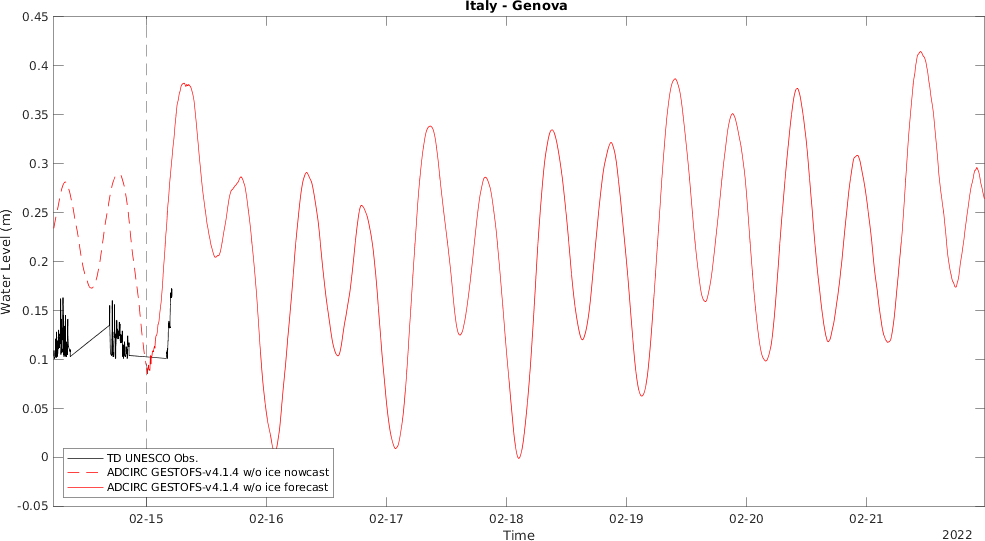 Italy - Genova
0.45
0.4
0.35
0.3
0.25
0.2
0.15
0.1
0.05
0
-0.05
Water Level (m)
TD UNESCO Obs.
ADCIRC GESTOFS-v4.1.4 w/o ice nowcast
ADCIRC GESTOFS-v4.1.4 w/o ice forecast
02-15 02-16 02-17 02-18 02-19 02-20 02-21
Time
2022